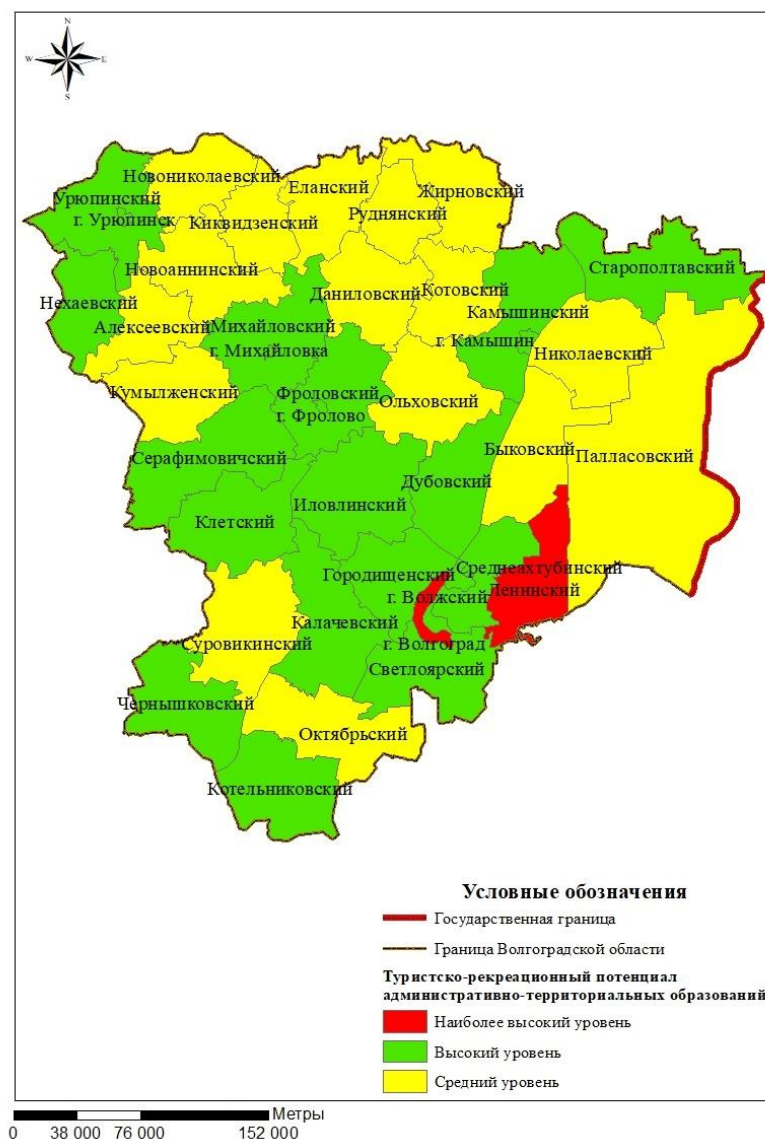 N
W E
S
Новониколаевский
Еланский
Жирновский
Урюпинский
Руднянский
г. Урюпинск
Киквидзенский
Новоаннинский
Старополтавский
Нехаевский
Даниловский
Котовский
Камышинский
Алексеевский
Михайловский
г. Михайловка
г. Камышин
Николаевский
Кумылженский
Фроловский
г. Фролово
Ольховский
Быковский
Палласовский
Серафимовичский
Дубовский
Иловлинский
Клетский
Городищенский
Среднеахтубинский
г. Волжский
Ленинский
Калачевский
Суровикинский
г. Волгоград
Светлоярский
Чернышковский
Октябрьский
Котельниковский
Условные обозначения
Государственная граница
Граница Волгоградской области
Туристско-рекреационный потенциал
административно-территориальных образований
Наиболее высокий уровень
Высокий уровень
Средний уровень
Метры
0 38 000 76 000 152 000